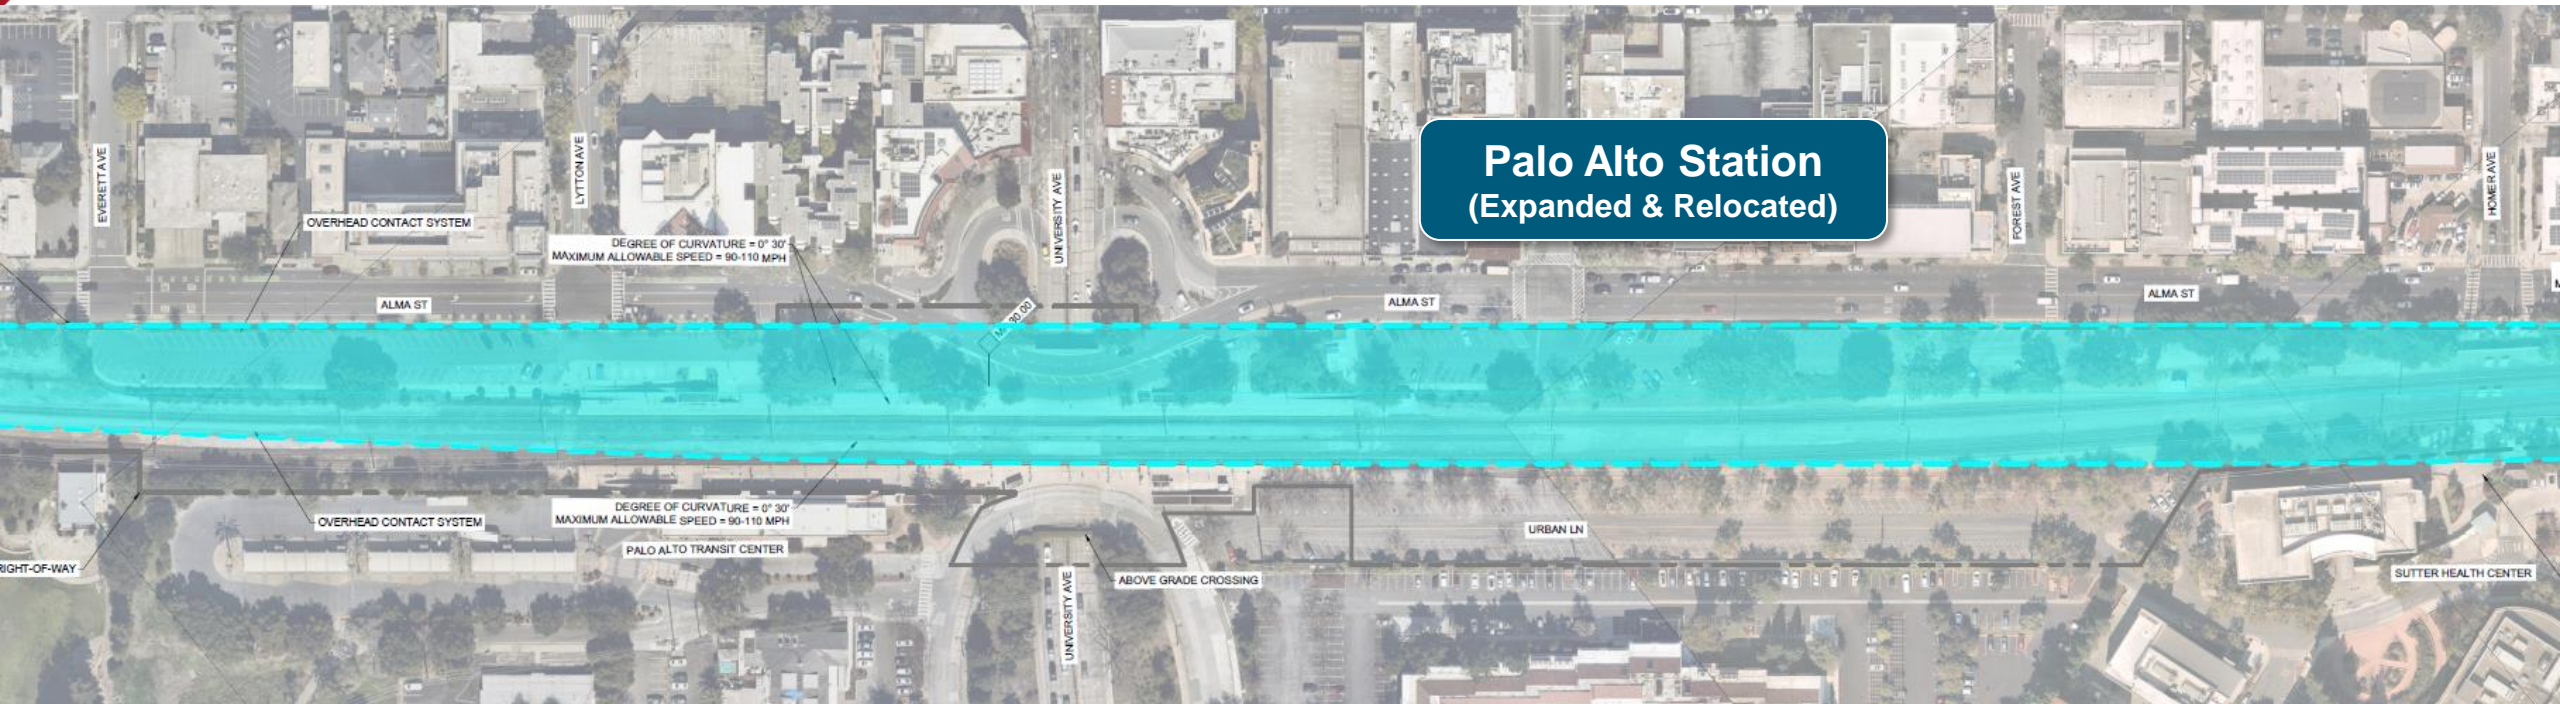 Palo Alto Station
(Expanded & Relocated)
EVERETT AVE
LYTTON AVE
UNIVERSITY AVE
FOREST AVE
HOMER AVE
OVERHEAD CONTACT SYSTEM
DEGREE OF CURVATURE = 0° 30'
MAXIMUM ALLOWABLE SPEED = 90-110 MPH
ALMA ST
ALMA ST
ALMA ST
DEGREE OF CURVATURE = 0° 30'
MAXIMUM ALLOWABLE SPEED = 90-110 MPH
OVERHEAD CONTACT SYSTEM
PALO ALTO TRANSIT CENTER
URBAN LN
RIGHT-OF-WAY
ABOVE GRADE CROSSING
SUTTER HEALTH CENTER
UNIVERSITY AVE